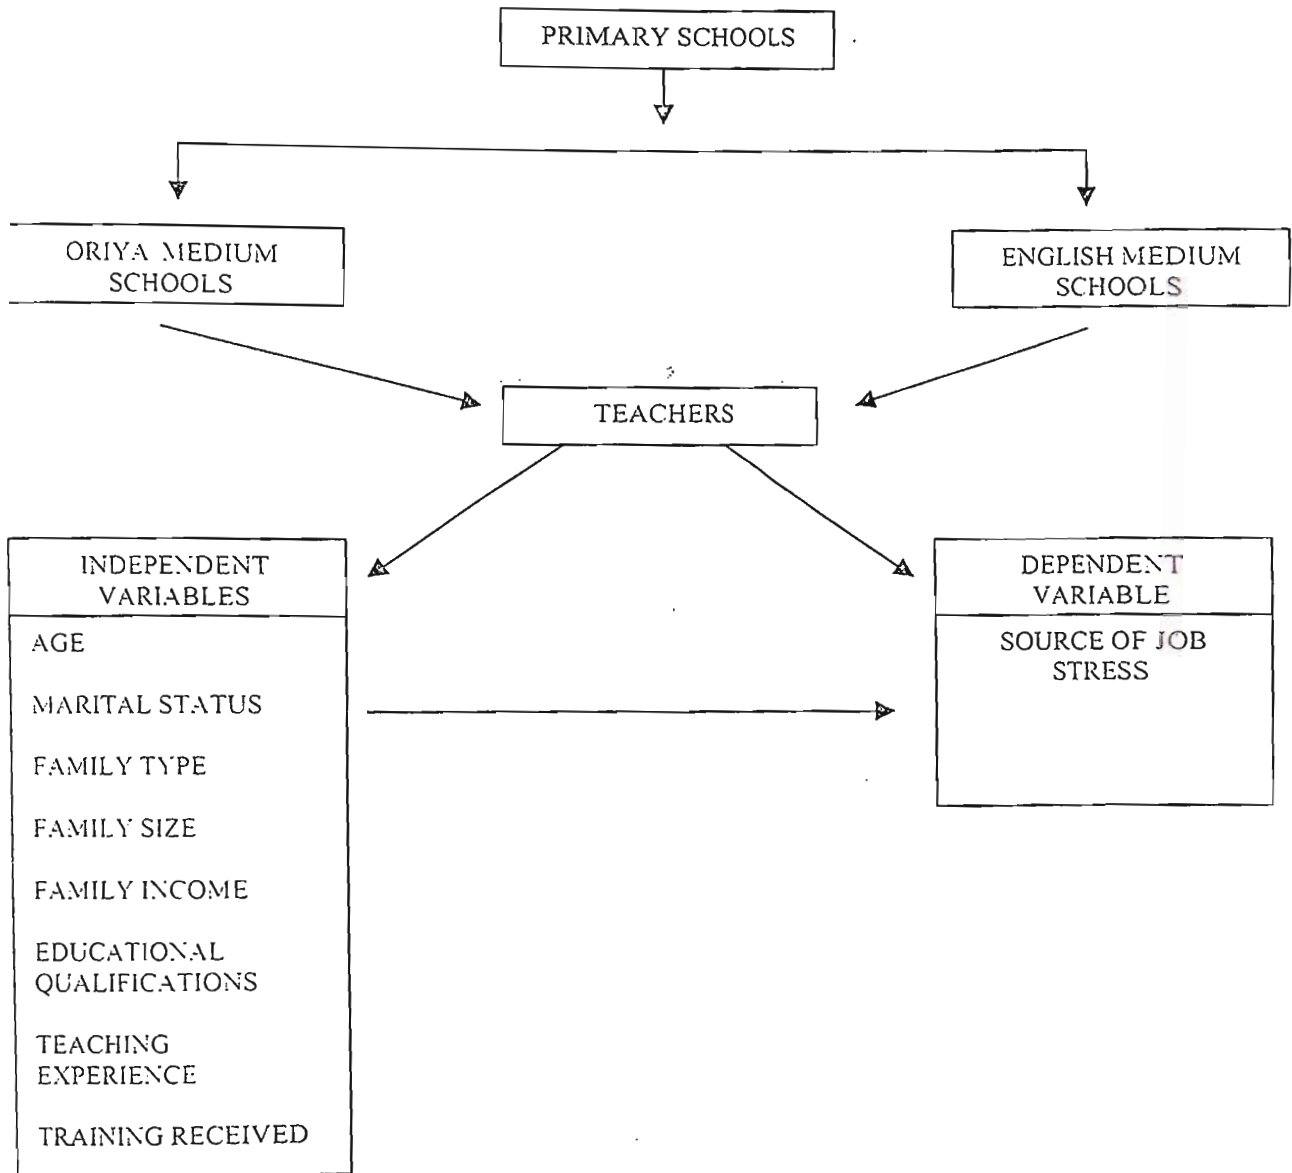 PRIMARY SCHOOLS
ORIYA MEDIUM
SCHOOLS
ENGLISH MEDIUM
SCHOOLS
TEACHERS
INDEPENDENT
VARIABLES
AGE
MARITAL STATUS
FAMILY TYPE
FAMILY SIZE
FAMILY INCOME
EDUCATIONAL
QUALIFICATIONS
TEACHING
EXPERIENCE
TRAINING RECEIVED
DEPENDENT
VARIABLE
SOURCE OF JOB
STRESS